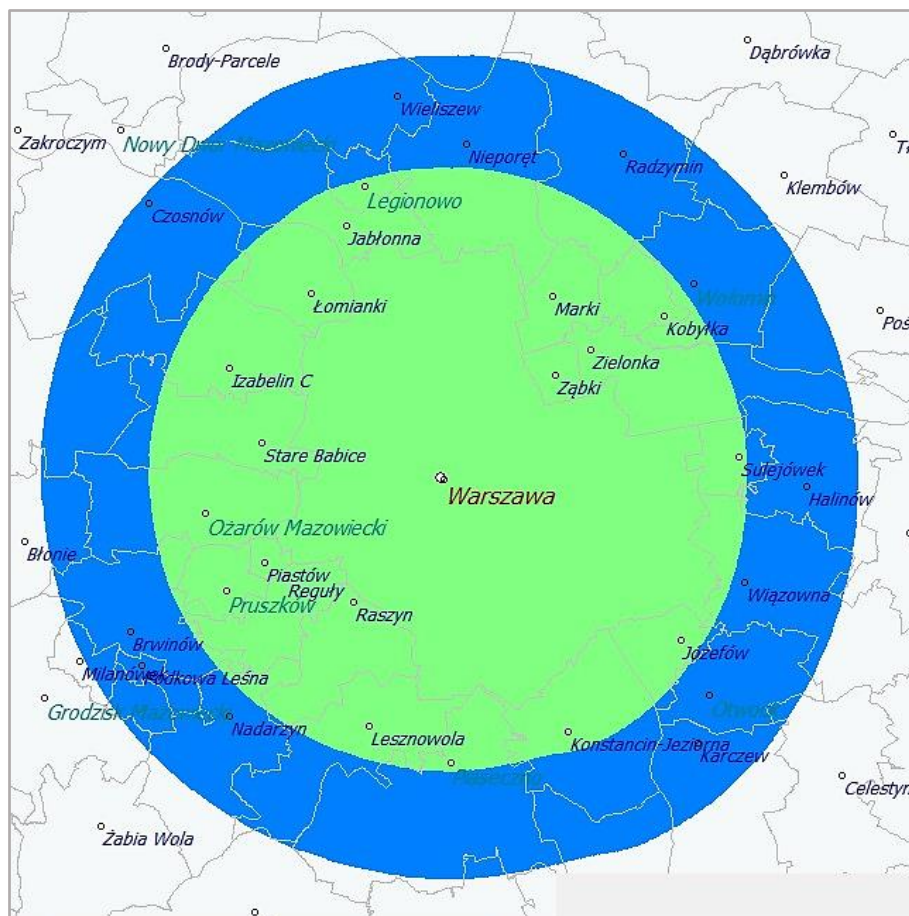 Dąbrówka
Brody-Parcele
Wieliszew
Zakroczym
Nowy Dwór Mazowiecki
Nieporęt
Radzymin
Klembów
Legionowo
Czosnów
Jabłonna
Łomianki
Marki
Wołomin
Kobyłka
Zielonka
Izabelin C
Ząbki
Stare Babice
Sulejówek
Warszawa
Halinów
Ożarów Mazowiecki
Błonie
Piastów
Reguły
Wiązowna
Pruszków
Raszyn
Brwinów
Józefów
Milanówek
Podkowa Leśna
Grodzisk Mazowiecki
Otwock
Nadarzyn
Lesznowola
Konstancin-Jeziorna
Karczew
Piaseczno
Celestyn
Żabia Wola